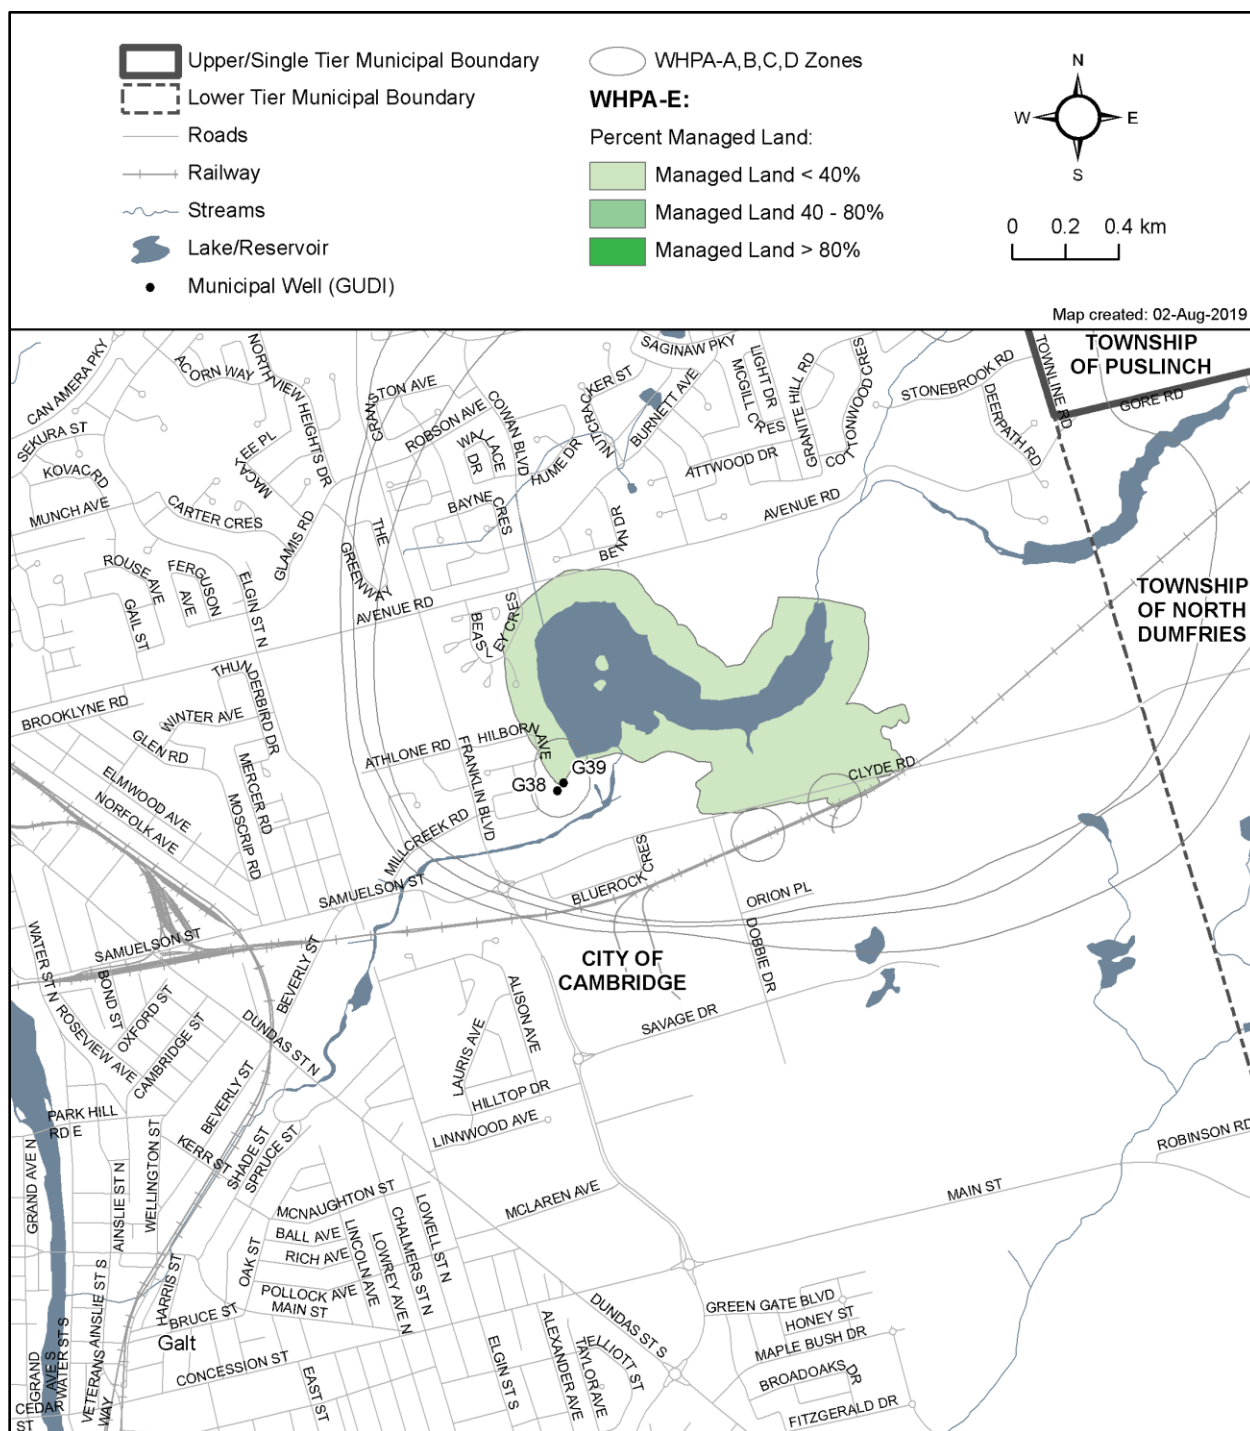 Upper/Single Tier Municipal Boundary
Lower Tier Municipal Boundary
Roads
Railway
Streams
Lake/Reservoir
Municipal Well (GUDI)
WHPA-A,B,C,D Zones
WHPA-E:
Percent Managed Land:
Managed Land < 40%
Managed Land 40 - 80%
Managed Land > 80%
N
W
E
S
0 0.2 0.4 km
Map created: 02-Aug-2019
TOWNSHIP
OF PUSLINCH
TOWNLINE RD
GORE RD
CAN AMERA PKY
ACORN WAY
NORTHVIEW HEIGHTS DR
CRANSTON AVE
ROBSON AVE
COWAN BLVD
WALLACE DR
NUTCRACKER ST
SAGINAW PKY
BURNETT AVE
MCGILL CRES
LIGHT DR
GRANITE HILL RD
COTTONWOOD CRES
STONEBROOK RD
DEERPATH RD
SEKURA ST
KOVAC RD
MACATEE PL
MUNCH AVE
CARTER CRES
GLAMIS RD
HUME DR
ATTWOOD DR
BAYNE CRES
AVENUE RD
THE GREENWAY
BENN DR
ROUSE AVE
FERGUSON AVE
ELGIN ST N
GAIL ST
AVENUE RD
BEASLEY CRES
TOWNSHIP
OF NORTH
DUMFRIES
BROOKLYNE RD
THUNDERBIRD DR
WINTER AVE
GLEN RD
MERCER RD
ATHLONE RD
HILBORN AVE
FRANKLIN BLVD
ELMWOOD AVE
NORFOLK AVE
MOSCRIP RD
G39
G38
CLYDE RD
MILLCREEK RD
SAMUELSON ST
BLUEROCK CRES
ORION PL
DOBBIE DR
WATER ST N
SAMUELSON ST
BEVERLY ST
CITY OF
CAMBRIDGE
BOND ST
OXFORD ST
ROSEVIEW AVE
CAMBRIDGE ST
DUNDAS ST N
ALISON AVE
LAURIS AVE
SAVAGE DR
HILLTOP DR
LINNWOOD AVE
PARK HILL
RD E
BEVERLY ST
KERR ST
SHADE ST
SPRUCE ST
GRAND AVE N
AINSLIE ST N
WELLINGTON ST
ROBINSON RD
MAIN ST
MCLAREN AVE
MCNAUGHTON ST
BALL AVE
RICH AVE
LINCOLN AVE
LOWREY AVE N
CHALMERS ST N
LOWELL ST N
OAK ST
POLLOCK AVE
MAIN ST
HARRIS ST
BRUCE ST
Galt
CONCESSION ST
EAST ST
ELGIN ST S
ALEXANDER AVE
TAYLOR AVE
ELLIOTT ST
DUNDAS ST S
GREEN GATE BLVD
HONEY ST
MAPLE BUSH DR
BROADOAKS DR
FITZGERALD DR
GRAND AVE S
WATER ST S
AINSLIE ST S
VETERANS WAY
CEDAR ST